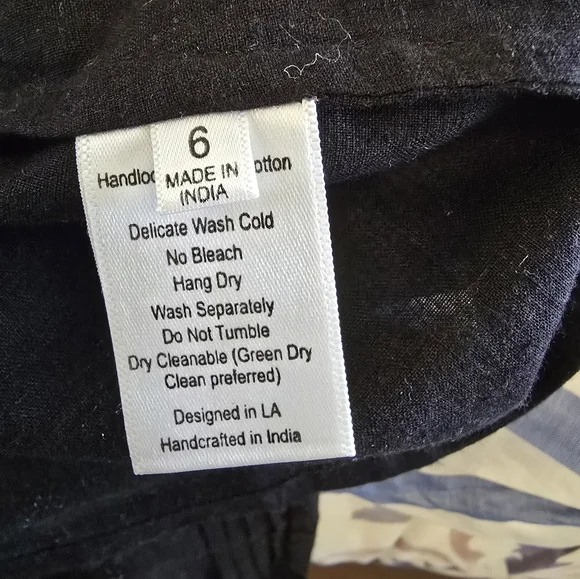 6
MADE IN
INDIA
Delicate Wash Cold
No Bleach
Hang Dry
Wash Separately
Do Not Tumble
Dry Cleanable (Green Dry
Clean preferred)
Designed in LA
Handcrafted in India